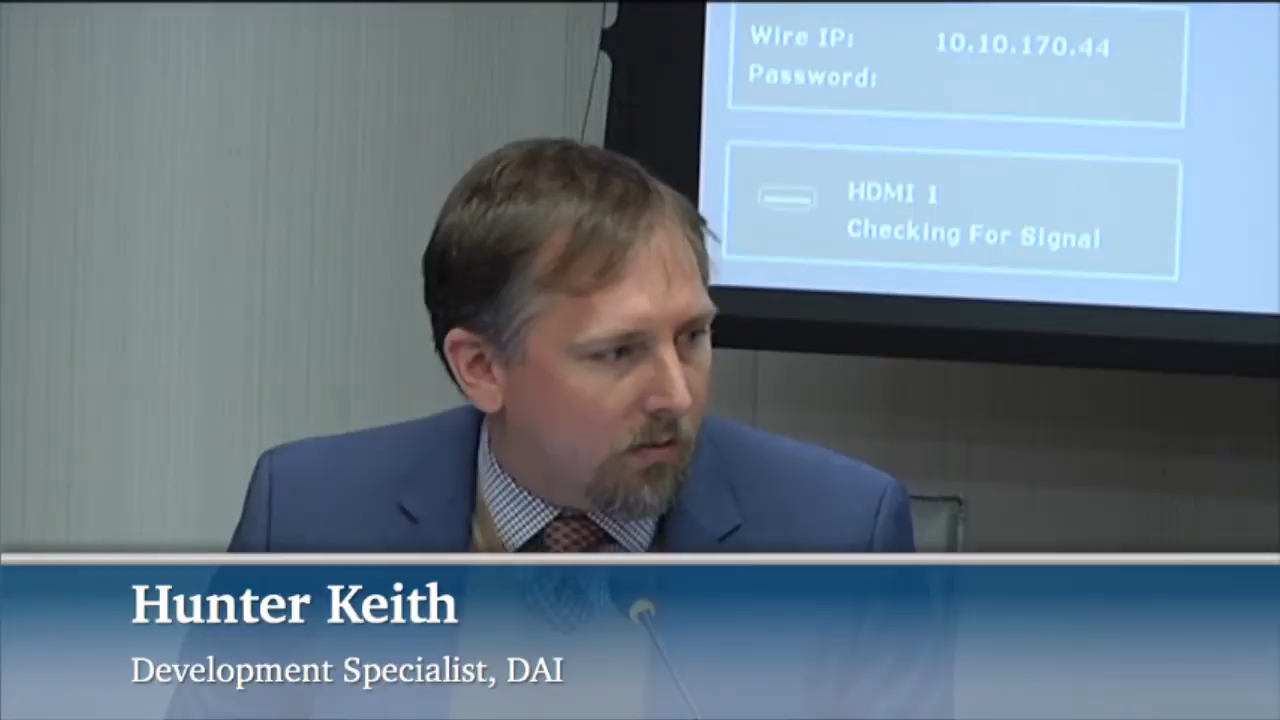 Wire IP: 10.10.170.44
Password:
HDMI 1
Checking For Signal
Hunter Keith
Development Specialist, DAI